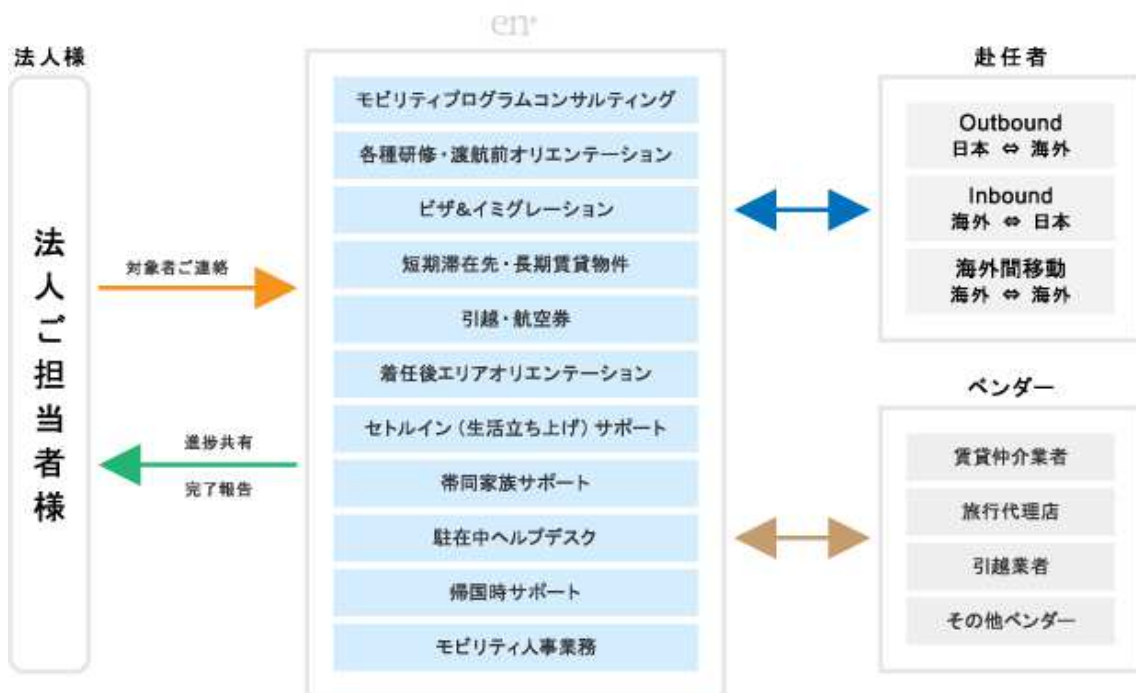 en
法人様
法人ご担当者様
対象者ご連絡
進捗共有
完了報告
モビリティプログラムコンサルティング
各種研修・渡航前オリエンテーション
ビザ&イミグレーション
短期滞在先・長期賃貸物件
引越・航空券
着任後エリアオリエンテーション
セトルイン（生活立ち上げ）サポート
帯同家族サポート
駐在中ヘルプデスク
帰国時サポート
モビリティ人事業務
赴任者
Outbound
日本 ⇔ 海外
Inbound
海外 ⇔ 日本
海外間移動
海外 ⇔ 海外
ベンダー
賃貸仲介業者
旅行代理店
引越業者
その他ベンダー